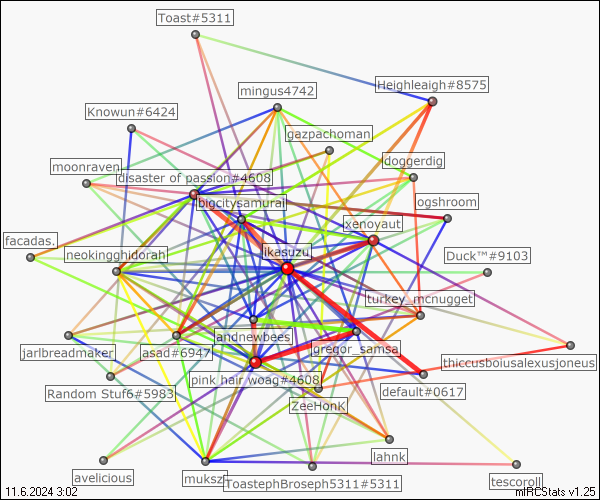 Toast#5311
Heighleaigh#8575
mingus4742
Knowun#6424
gazpachoman
doggerdig
moonraven
disaster of passion#4608
bigcitysamurai
ogshroom
xenoyaut
facadas.
neokingghidorah
ikasuzu
Duck™#9103
turkey_mcnugget
andnewbees
gregor_samsa
jarlbreadmaker
asad#6947
thiccusboiusalexusjoneus
pink hair woag#4608
Random Stuf6#5983
default#0617
ZeeHonK
lahnk
avelicious
muksz
ToastephBroseph5311#5311
tescoroll
11.6.2024 3:02
mIRCStats v1.25